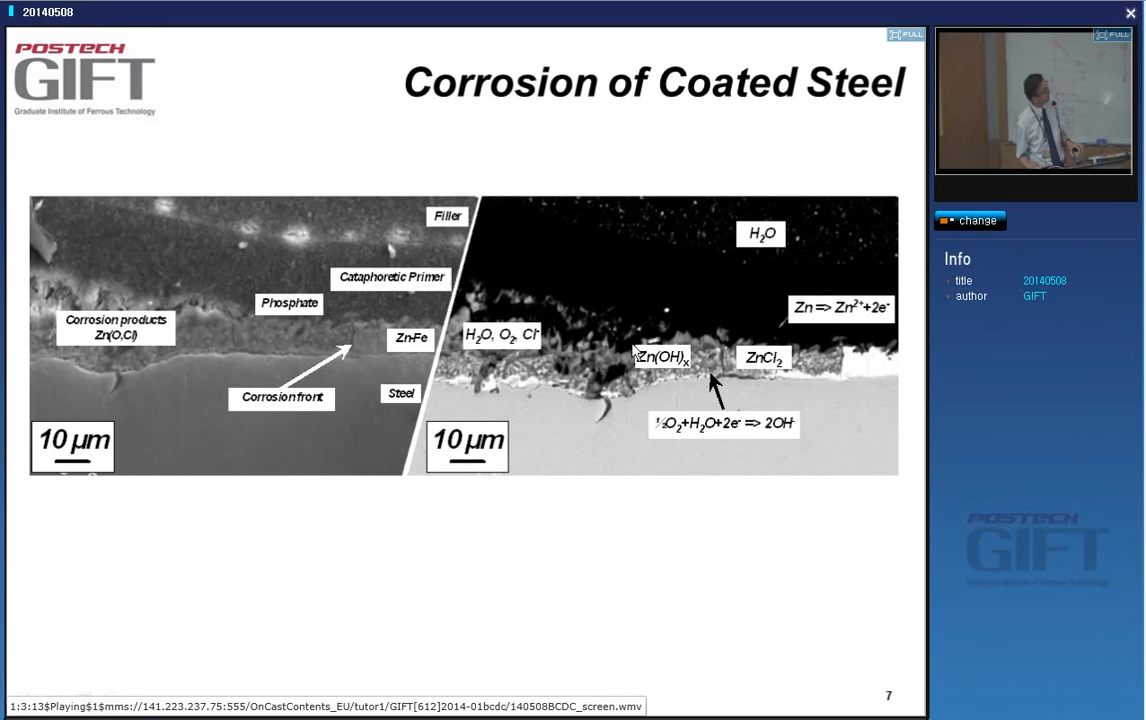 20140508
POSTECH
GIFT
Graduate Institute of Ferrous Technology
Corrosion of Coated Steel
FULL
FULL
change
Info
title 20140508
author GIFT
Filler
Cataphoretic Primer
Phosphate
Corrosion products
Zn(O,Cl)
Zn-Fe
Corrosion front
Steel
10 µm
H₂O
Zn => Zn²⁺+2e⁻
H₂O, O₂, Cl⁻
Zn(OH)ₓ
ZnCl₂
½O₂+H₂O+2e⁻ => 2OH⁻
10 µm
POSTECH
GIFT
Graduate Institute of Ferrous Technology
7
1:3:13$Playing$1$mms://141.223.237.75:555/OnCastContents_EU/tutor1/GIFT[612]2014-01bcdc/140508BCDC_screen.wmv